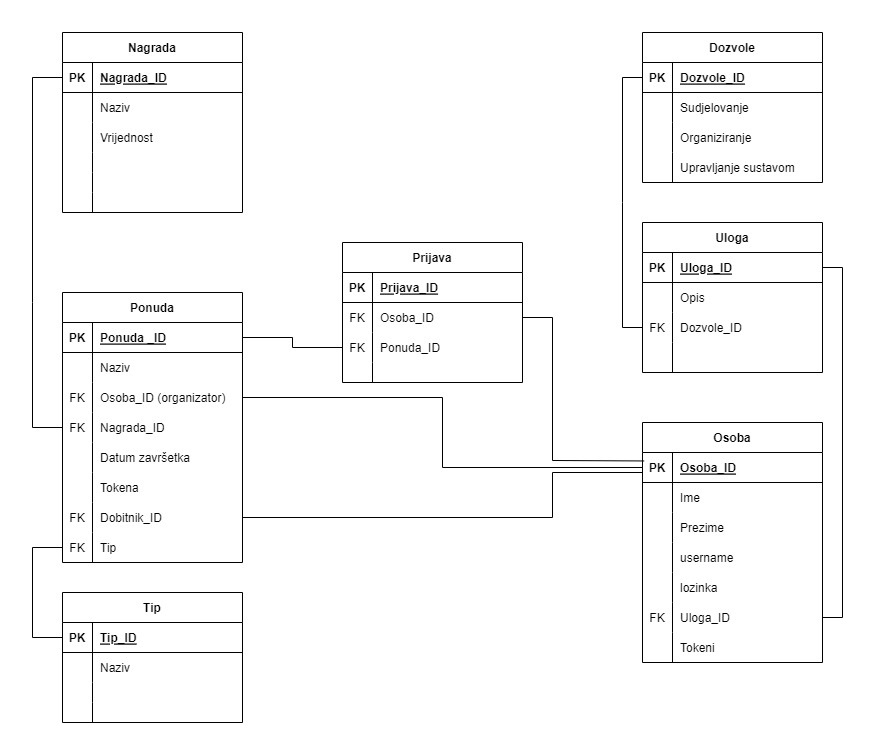 Nagrada
PK Nagrada_ID
Naziv
Vrijednost
Dozvole
PK Dozvole_ID
Sudjelovanje
Organiziranje
Upravljanje sustavom
Uloga
PK Uloga_ID
Opis
FK Dozvole_ID
Prijava
PK Prijava_ID
FK Osoba_ID
FK Ponuda_ID
Ponuda
PK Ponuda _ID
Naziv
FK Osoba_ID (organizator)
FK Nagrada_ID
Datum završetka
Tokena
FK Dobitnik_ID
FK Tip
Osoba
PK Osoba_ID
Ime
Prezime
username
lozinka
FK Uloga_ID
Tokeni
Tip
PK Tip_ID
Naziv